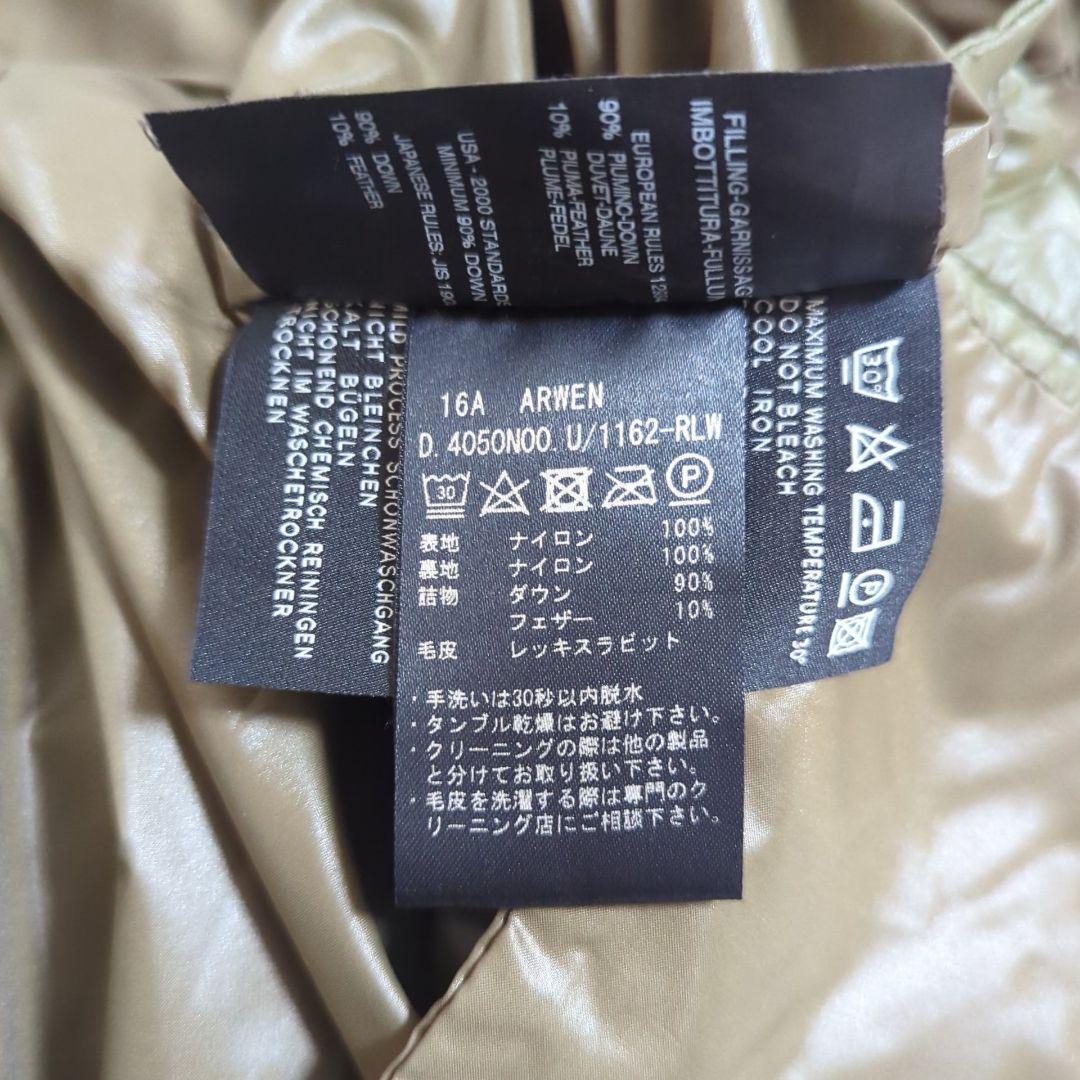 FILLING-GARNISSAG
IMBOTTITURA-FÜLLUN
EUROPEAN RULES
90% PIUMINO-DOWN
DUVET-DAUNE
10% PIUMA-FEATHER
PLUME-FEDEL
USA-2000 STANDARDS
MINIMUM 90% DOWN
JAPANESE RULES: JIS
90% DOWN
10% FEATHER
16A ARWEN
D. 4050N00. U/1162-RLW
30
表地 ナイロン 100%
裏地 ナイロン 100%
詰物 ダウン 90%
フェザー 10%
毛皮 レッキスラビット
・手洗いは30秒以内脱水
・タンブル乾燥はお避け下さい。
・クリーニングの際は他の製品
と分けてお取り扱い下さい。
・毛皮を洗濯する際は専門のク
リーニング店にご相談下さい。
MILD PROCESS SCHONWASCHGANG
NICHT BLEICHEN
KALT BÜGELN
SCHONEND CHEMISCH REININGEN
NICHT IM WASCHETROCKNER
TROCKNEN
30°
MAXIMUM WASHING TEMPERATURE 30°
DO NOT BLEACH
COOL IRON